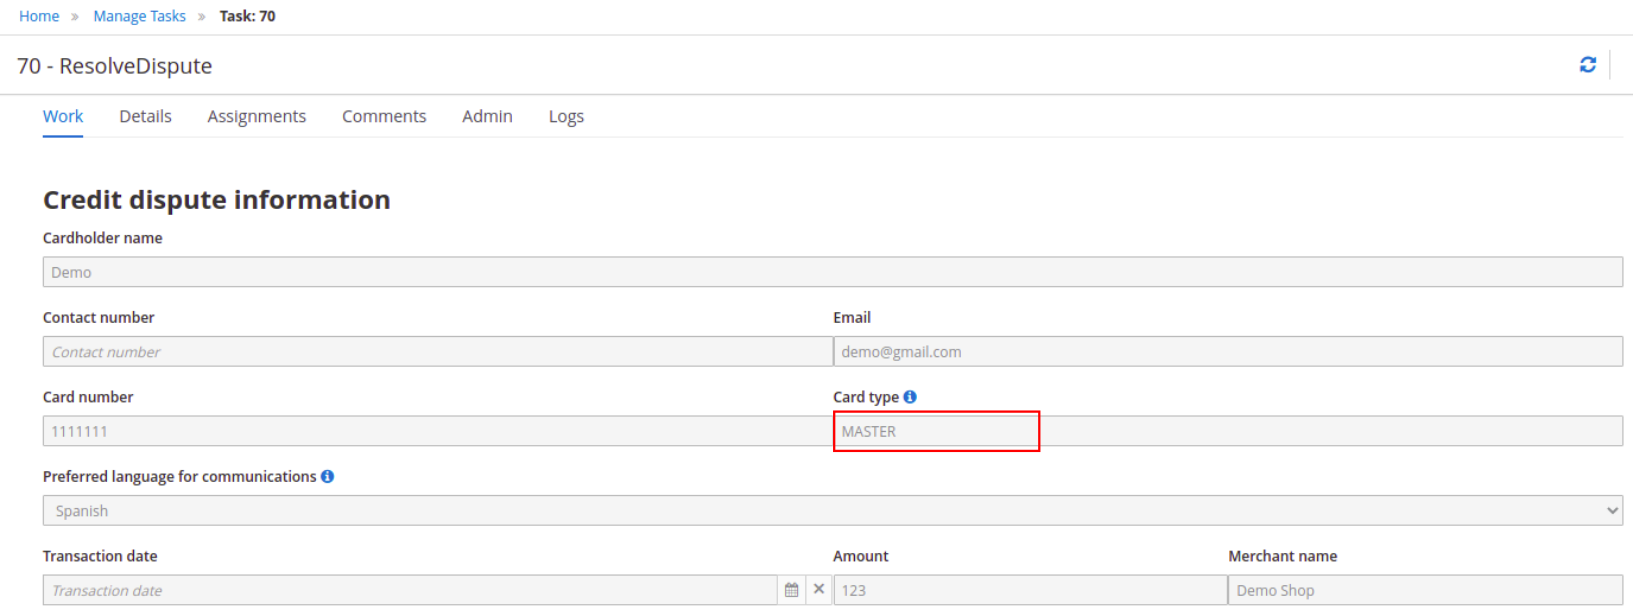 Home » Manage Tasks » Task: 70
70 - ResolveDispute
Work Details Assignments Comments Admin Logs
Credit dispute information
Cardholder name
Demo
Contact number Email
Contact number demo@gmail.com
Card number Card type
1111111 MASTER
Preferred language for communications
Spanish
Transaction date Amount Merchant name
Transaction date 123 Demo Shop